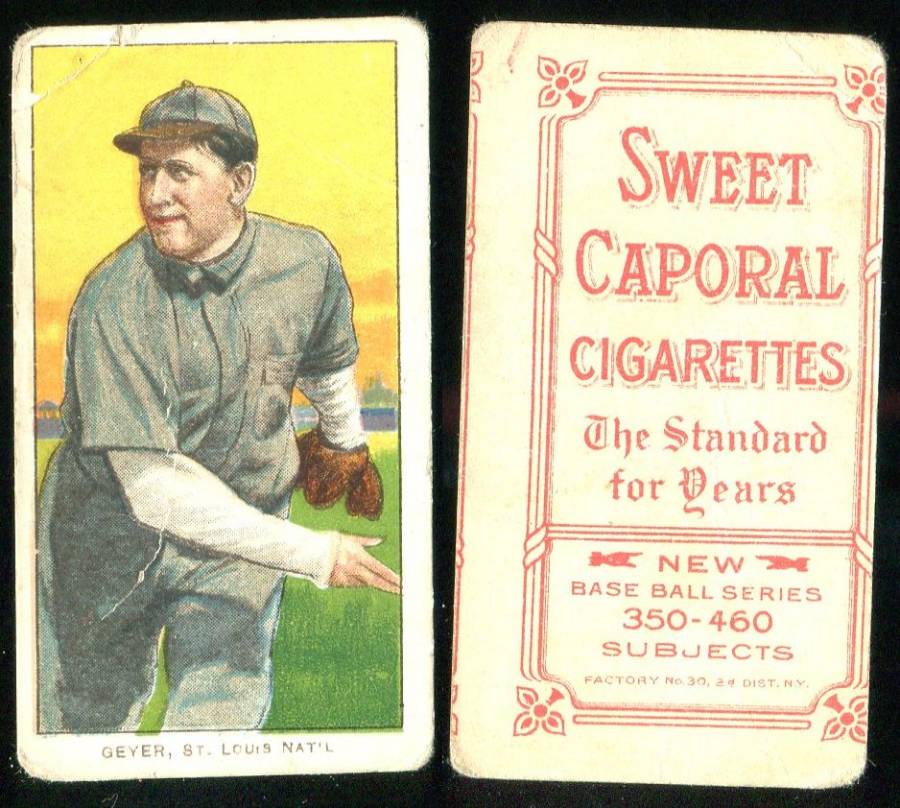 GEYER, ST. LOUIS NAT'L
SWEET
CAPORAL
CIGARETTES
The Standard
for Years
NEW
BASE BALL SERIES
350-460
SUBJECTS
FACTORY No. 30, 2d DIST. N.Y.